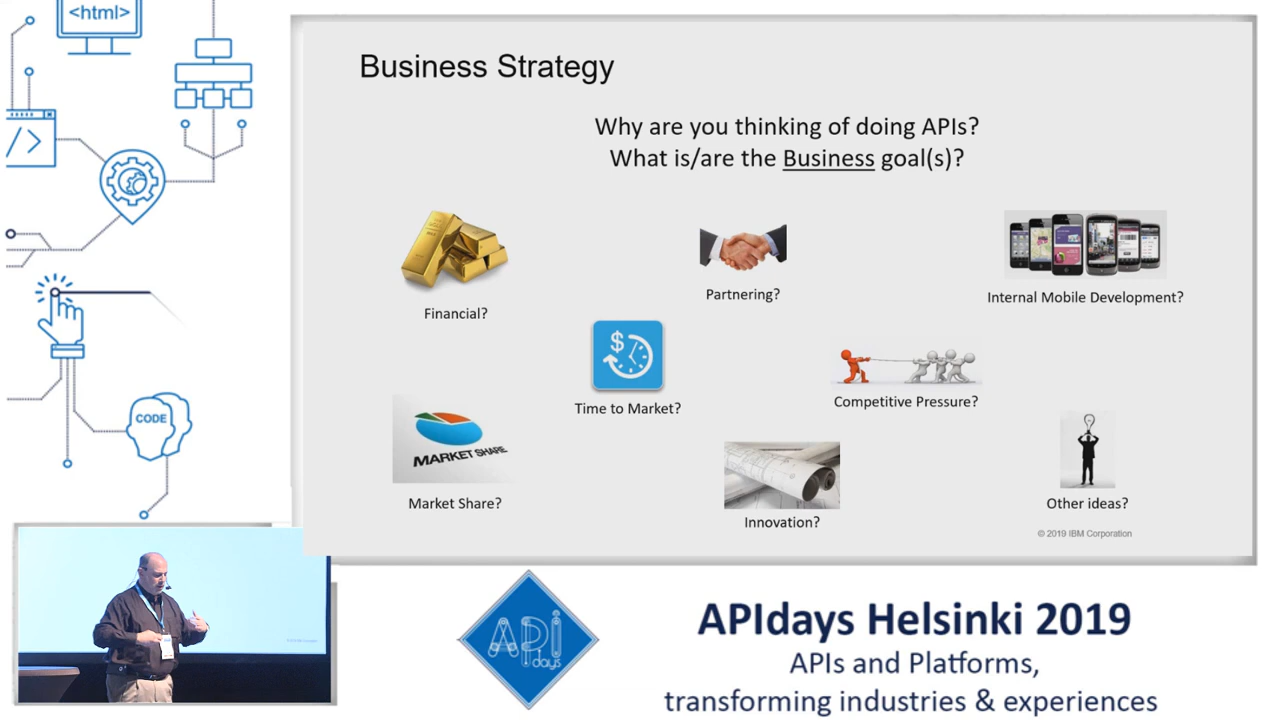 <html>
</>
CODE
Business Strategy
Why are you thinking of doing APIs?
What is/are the Business goal(s)?
Financial?
Partnering?
Internal Mobile Development?
$
Time to Market?
Competitive Pressure?
MARKET SHARE
Market Share?
Innovation?
Other ideas?
© 2019 IBM Corporation
API
days
APIdays Helsinki 2019
APIs and Platforms,
transforming industries & experiences